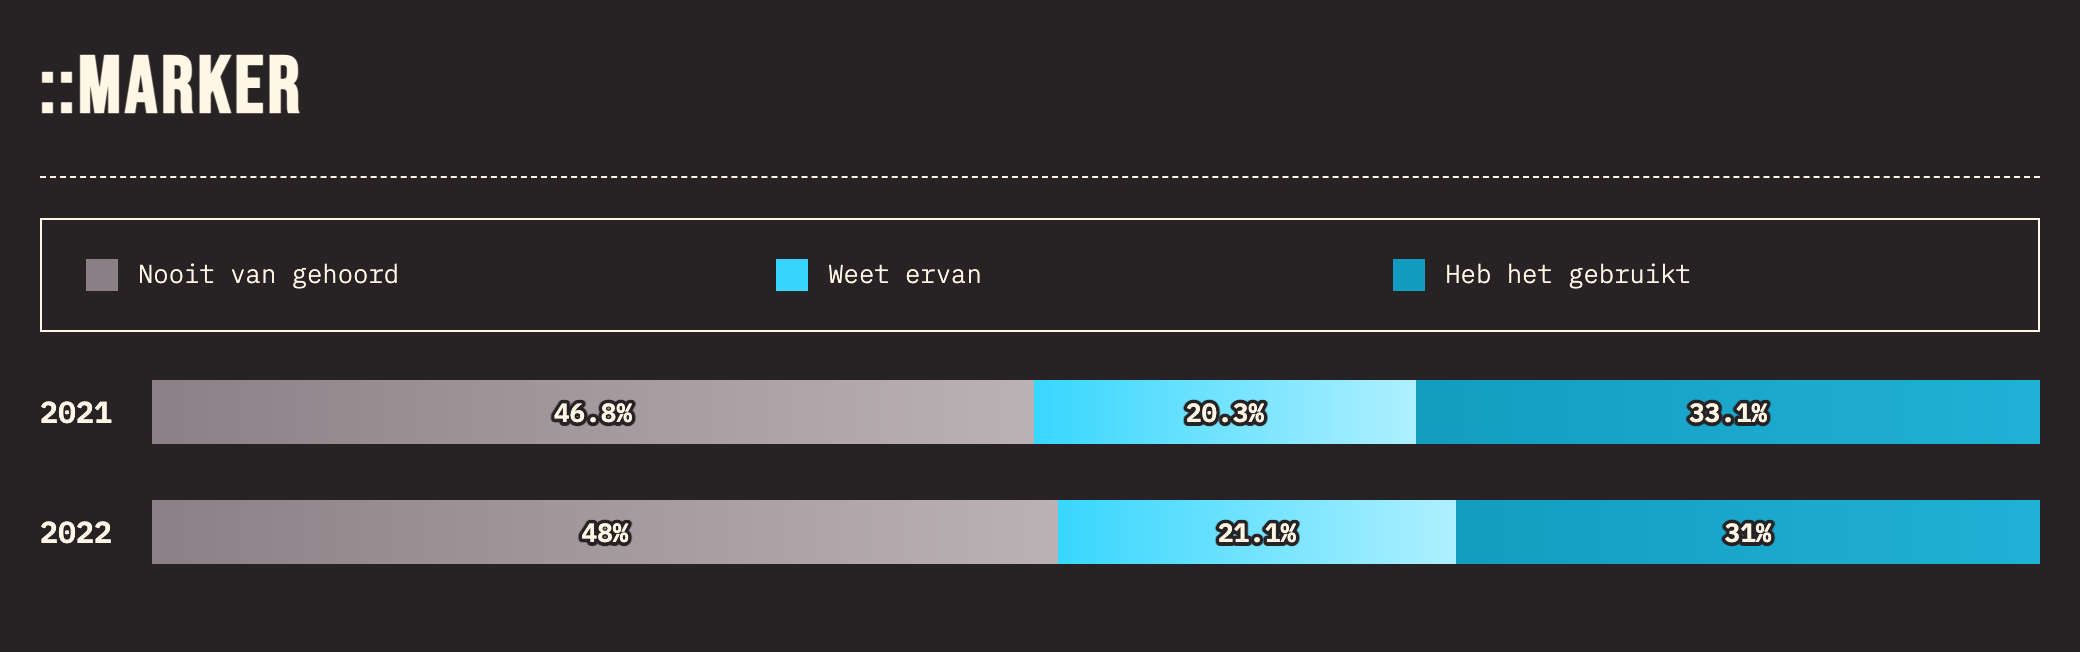 ::MARKER
Nooit van gehoord
Weet ervan
Heb het gebruikt
2021 46.8% 20.3% 33.1%
2022 48% 21.1% 31%